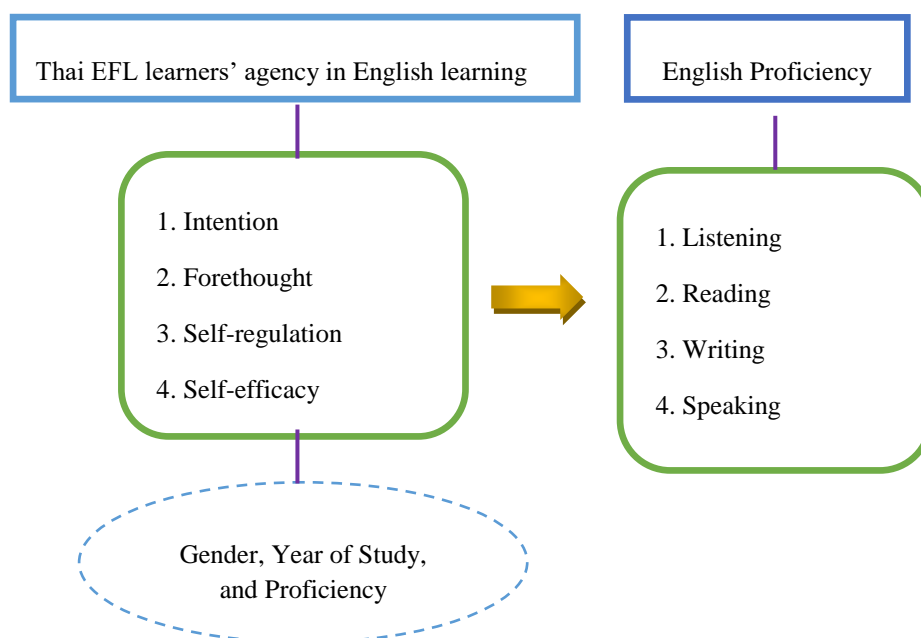 Thai EFL learners’ agency in English learning
English Proficiency
1. Intention
2. Forethought
3. Self-regulation
4. Self-efficacy
1. Listening
2. Reading
3. Writing
4. Speaking
Gender, Year of Study,
and Proficiency